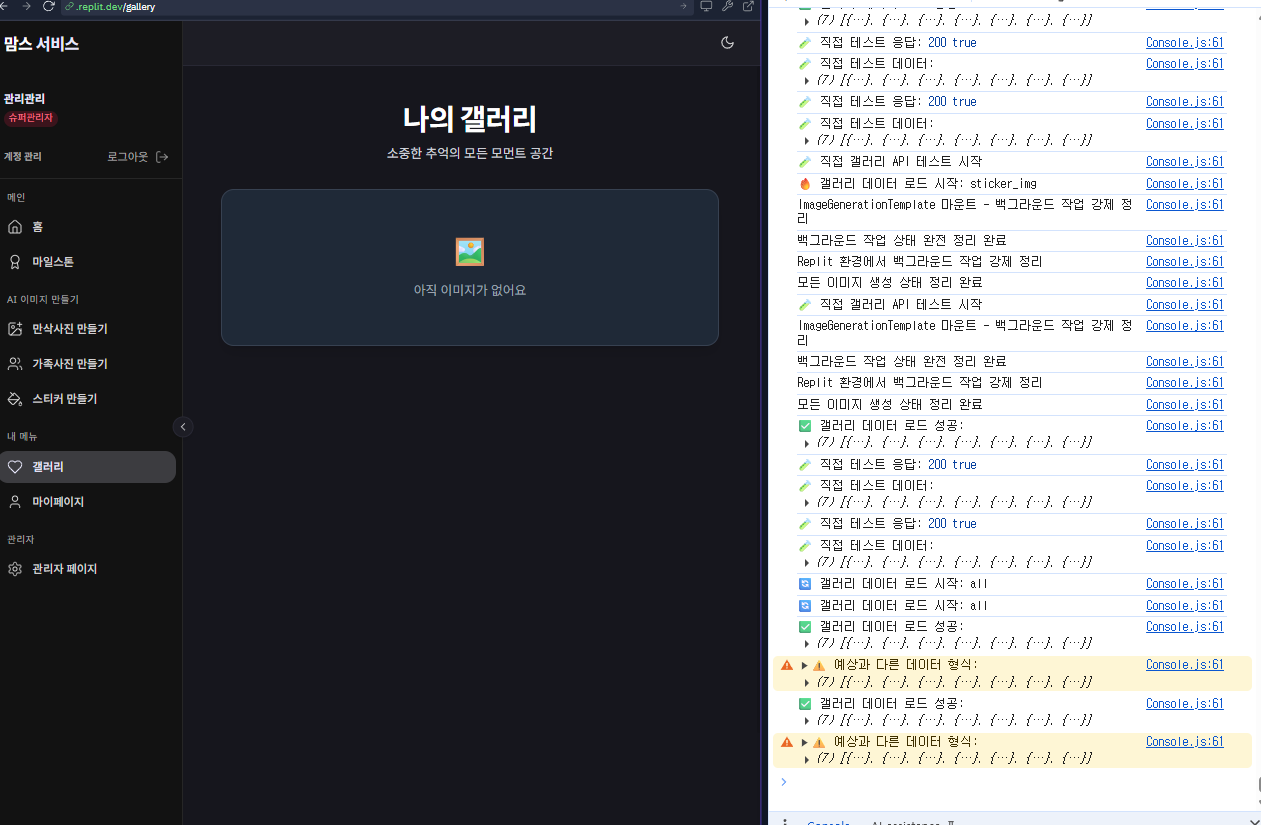 .replit.dev/gallery
맘스 서비스
관리관리
슈퍼관리자
계정 관리
로그아웃
메인
홈
마일스톤
AI 이미지 만들기
만삭사진 만들기
가족사진 만들기
스티커 만들기
내 메뉴
갤러리
마이페이지
관리자
관리자 페이지
나의 갤러리
소중한 추억의 모든 모먼트 공간
아직 이미지가 없어요
(7) [{…}, {…}, {…}, {…}, {…}, {…}, {…}]
직접 테스트 응답: 200 true Console.js:61
직접 테스트 데이터: Console.js:61
(7) [{…}, {…}, {…}, {…}, {…}, {…}, {…}]
직접 테스트 응답: 200 true Console.js:61
직접 테스트 데이터: Console.js:61
(7) [{…}, {…}, {…}, {…}, {…}, {…}, {…}]
직접 갤러리 API 테스트 시작 Console.js:61
갤러리 데이터 로드 시작: sticker_img Console.js:61
ImageGenerationTemplate 마운트 - 백그라운드 작업 강제 정 Console.js:61
리
백그라운드 작업 상태 완전 정리 완료 Console.js:61
Replit 환경에서 백그라운드 작업 강제 정리 Console.js:61
모든 이미지 생성 상태 정리 완료 Console.js:61
직접 갤러리 API 테스트 시작 Console.js:61
ImageGenerationTemplate 마운트 - 백그라운드 작업 강제 정 Console.js:61
리
백그라운드 작업 상태 완전 정리 완료 Console.js:61
Replit 환경에서 백그라운드 작업 강제 정리 Console.js:61
모든 이미지 생성 상태 정리 완료 Console.js:61
갤러리 데이터 로드 성공: Console.js:61
(7) [{…}, {…}, {…}, {…}, {…}, {…}, {…}]
직접 테스트 응답: 200 true Console.js:61
직접 테스트 데이터: Console.js:61
(7) [{…}, {…}, {…}, {…}, {…}, {…}, {…}]
직접 테스트 응답: 200 true Console.js:61
직접 테스트 데이터: Console.js:61
(7) [{…}, {…}, {…}, {…}, {…}, {…}, {…}]
갤러리 데이터 로드 시작: all Console.js:61
갤러리 데이터 로드 시작: all Console.js:61
갤러리 데이터 로드 성공: Console.js:61
(7) [{…}, {…}, {…}, {…}, {…}, {…}, {…}]
예상과 다른 데이터 형식: Console.js:61
(7) [{…}, {…}, {…}, {…}, {…}, {…}, {…}]
갤러리 데이터 로드 성공: Console.js:61
(7) [{…}, {…}, {…}, {…}, {…}, {…}, {…}]
예상과 다른 데이터 형식: Console.js:61
(7) [{…}, {…}, {…}, {…}, {…}, {…}, {…}]
Console AI assistance